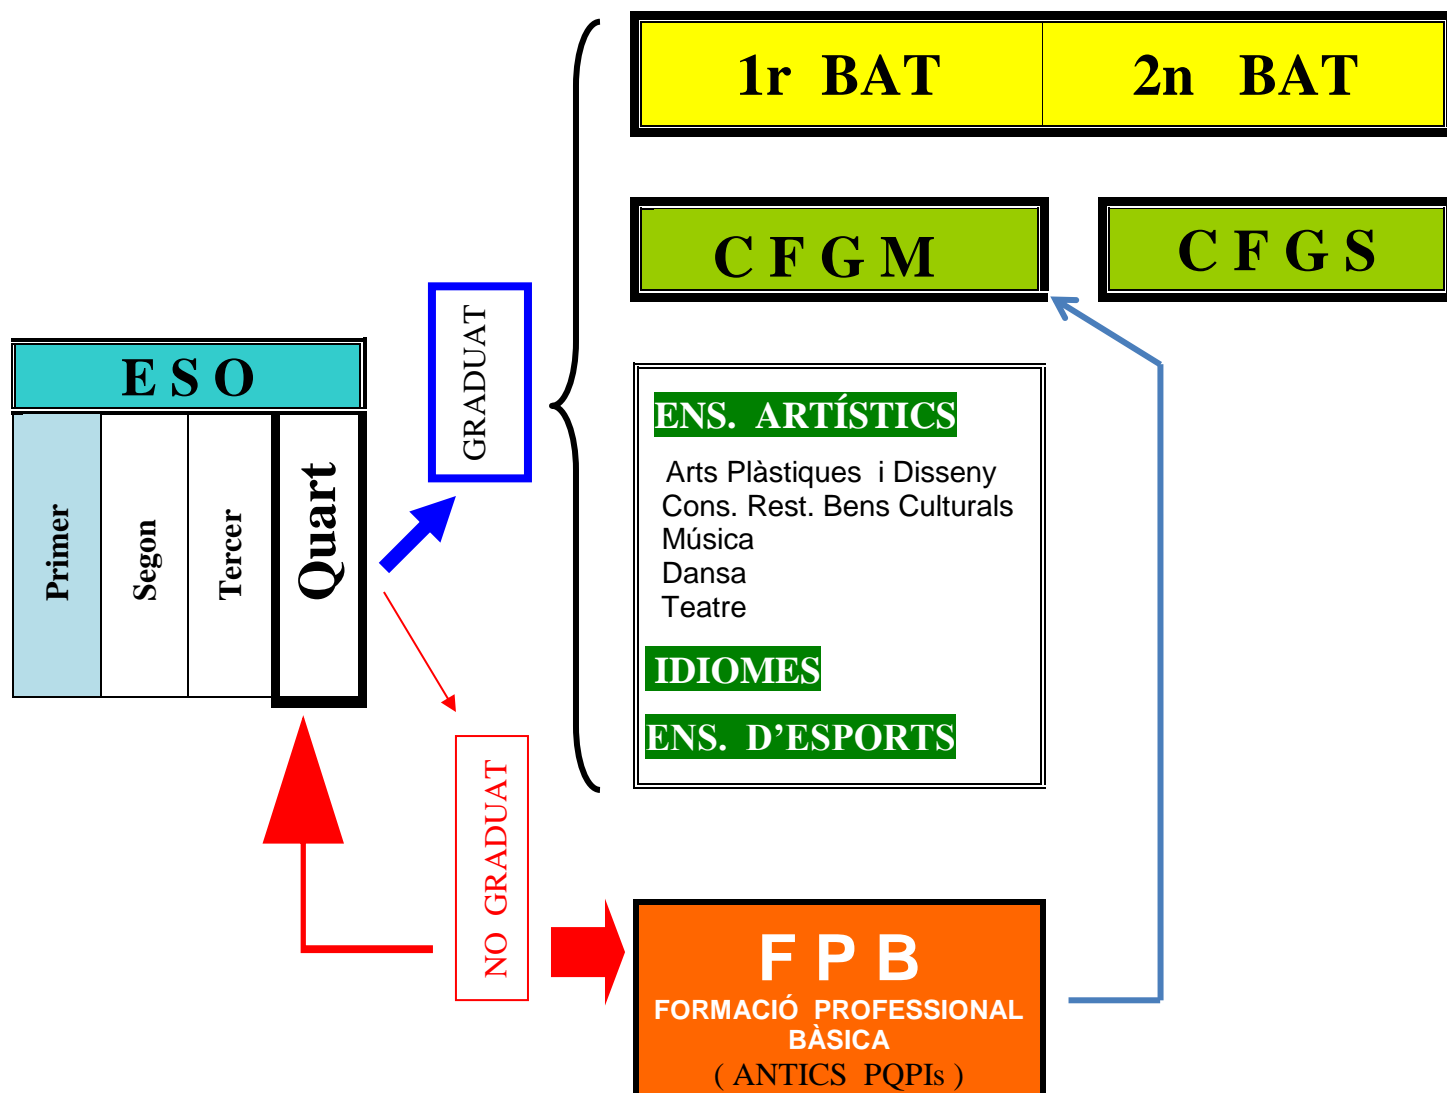 1r BAT
2n BAT
C F G M
C F G S
GRADUAT
E S O
Primer
Segon
Tercer
Quart
ENS. ARTÍSTICS
Arts Plàstiques i Disseny
Cons. Rest. Bens Culturals
Música
Dansa
Teatre
IDIOMES
ENS. D’ESPORTS
NO GRADUAT
F P B
FORMACIÓ PROFESSIONAL
BÀSICA
( ANTICS PQPIs )